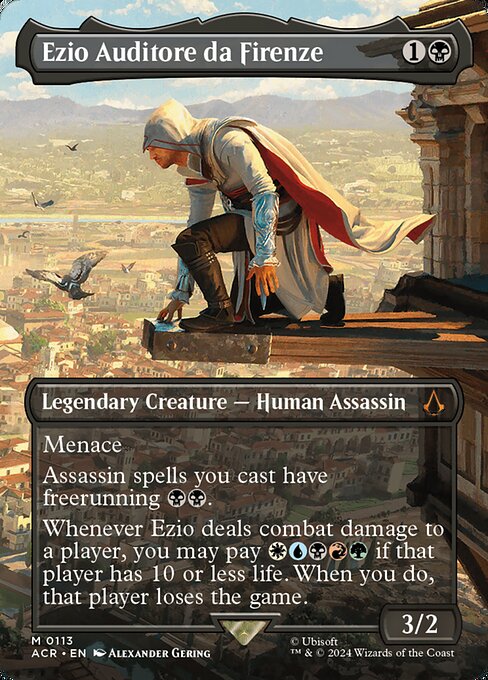 Ezio Auditore da Firenze 1
Legendary Creature — Human Assassin
Menace
Assassin spells you cast have
freerunning .
Whenever Ezio deals combat damage to
a player, you may pay if that
player has 10 or less life. When you do,
that player loses the game.
3/2
M 0113
ACR • EN Alexander Gering
© Ubisoft
™ & © 2024 Wizards of the Coast